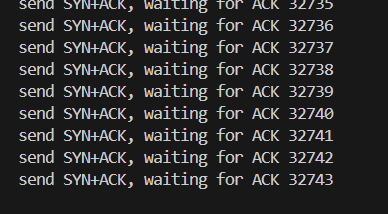 send SYN+ACK, waiting for ACK 32735
send SYN+ACK, waiting for ACK 32736
send SYN+ACK, waiting for ACK 32737
send SYN+ACK, waiting for ACK 32738
send SYN+ACK, waiting for ACK 32739
send SYN+ACK, waiting for ACK 32740
send SYN+ACK, waiting for ACK 32741
send SYN+ACK, waiting for ACK 32742
send SYN+ACK, waiting for ACK 32743